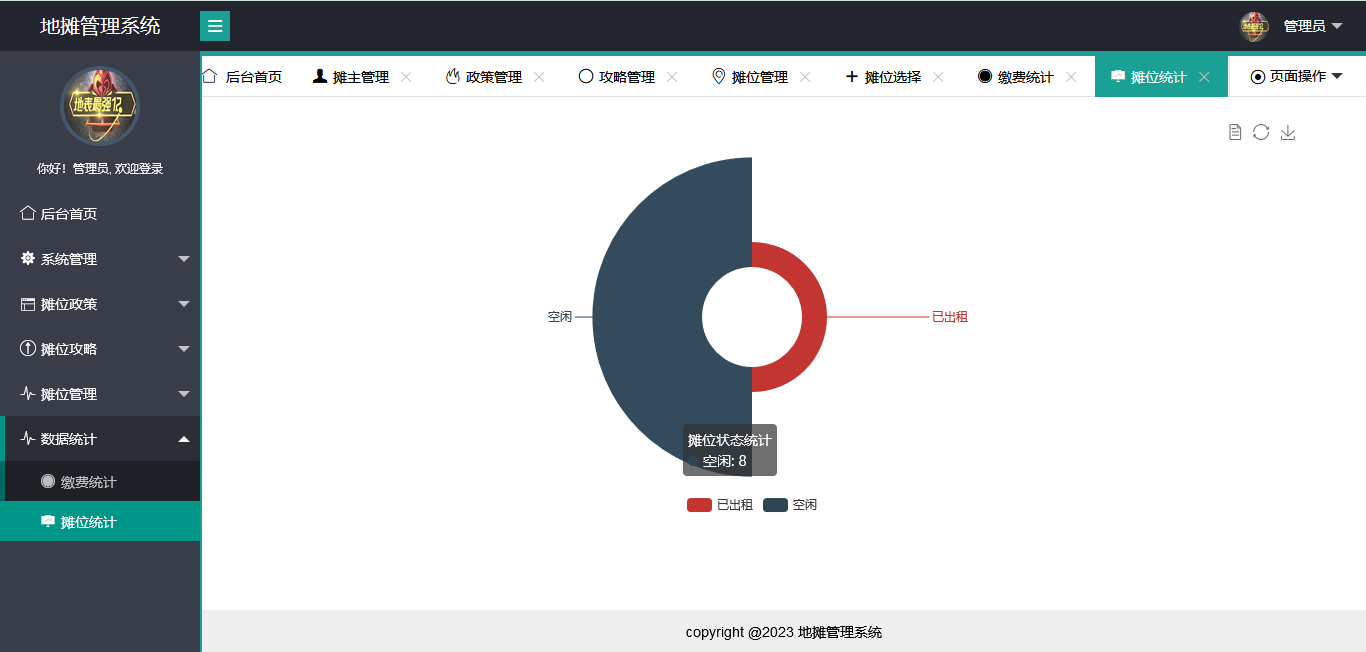 地摊管理系统
管理员
后台首页
摊主管理
政策管理
攻略管理
摊位管理
摊位选择
缴费统计
摊位统计
页面操作
地表最强12
你好！管理员, 欢迎登录
后台首页
系统管理
摊位政策
摊位攻略
摊位管理
数据统计
缴费统计
摊位统计
空闲
已出租
摊位状态统计
空闲: 8
已出租
空闲
copyright @2023 地摊管理系统